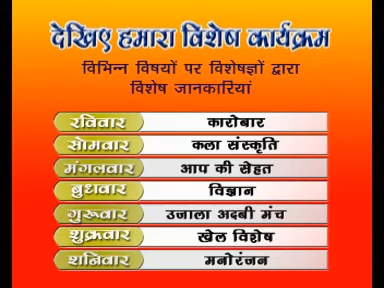 देखिए हमारा विशेष कार्यक्रम
विभिन्न विषयों पर विशेषज्ञों द्वारा
विशेष जानकारियां
रविवार कारोबार
सोमवार कला संस्कृति
मंगलवार आप की सेहत
बुधवार विज्ञान
गुरूवार उजाला अदबी मंच
शुक्रवार खेल विशेष
शनिवार मनोरंजन